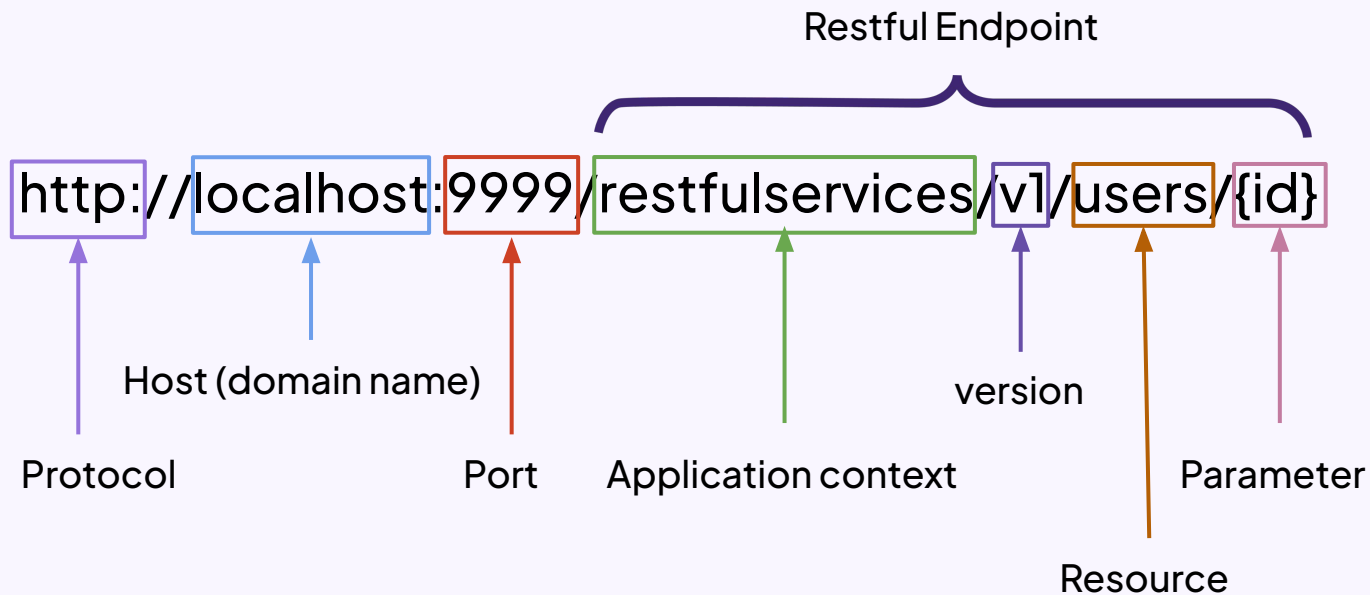 Restful Endpoint
http://localhost:9999/restfulservices/v1/users/{id}
Host (domain name)
version
Protocol
Port
Application context
Parameter
Resource